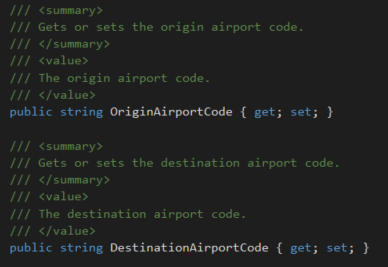 /// <summary>
/// Gets or sets the origin airport code.
/// </summary>
/// <value>
/// The origin airport code.
/// </value>
public string OriginAirportCode { get; set; }
/// <summary>
/// Gets or sets the destination airport code.
/// </summary>
/// <value>
/// The destination airport code.
/// </value>
public string DestinationAirportCode { get; set; }